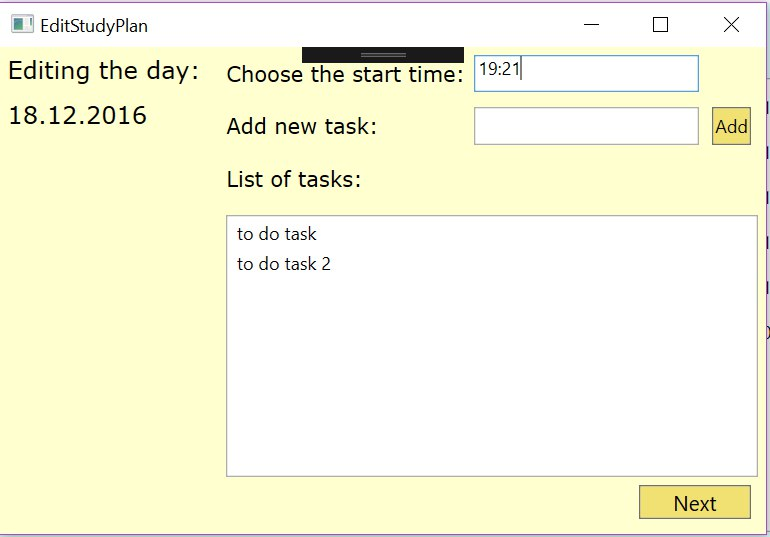 EditStudyPlan
Editing the day:
18.12.2016
Choose the start time:
19:21
Add new task:
Add
List of tasks:
to do task
to do task 2
Next